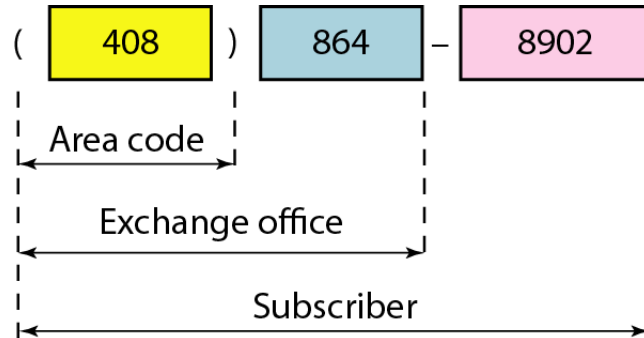 ( 408 ) 864 – 8902
Area code
Exchange office
Subscriber